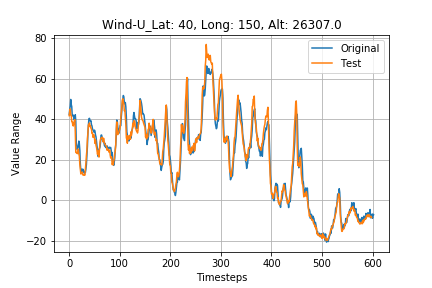 Wind-U_Lat: 40, Long: 150, Alt: 26307.0
Original
Test
Value Range
80
60
40
20
0
−20
0 100 200 300 400 500 600
Timesteps